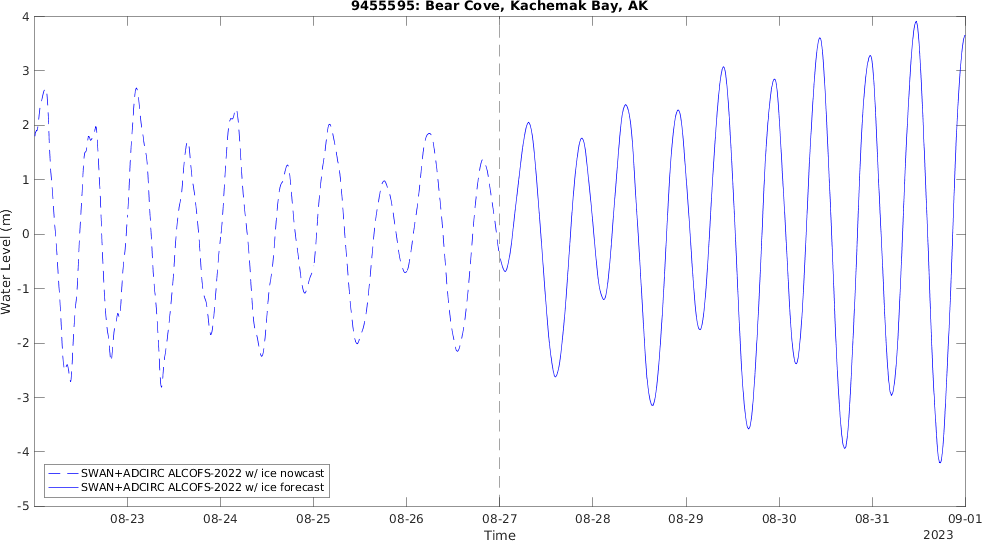 9455595: Bear Cove, Kachemak Bay, AK
4
3
2
1
0
-1
-2
-3
-4
-5
Water Level (m)
SWAN+ADCIRC ALCOFS-2022 w/ ice nowcast
SWAN+ADCIRC ALCOFS-2022 w/ ice forecast
08-23 08-24 08-25 08-26 08-27 08-28 08-29 08-30 08-31 09-01
Time
2023